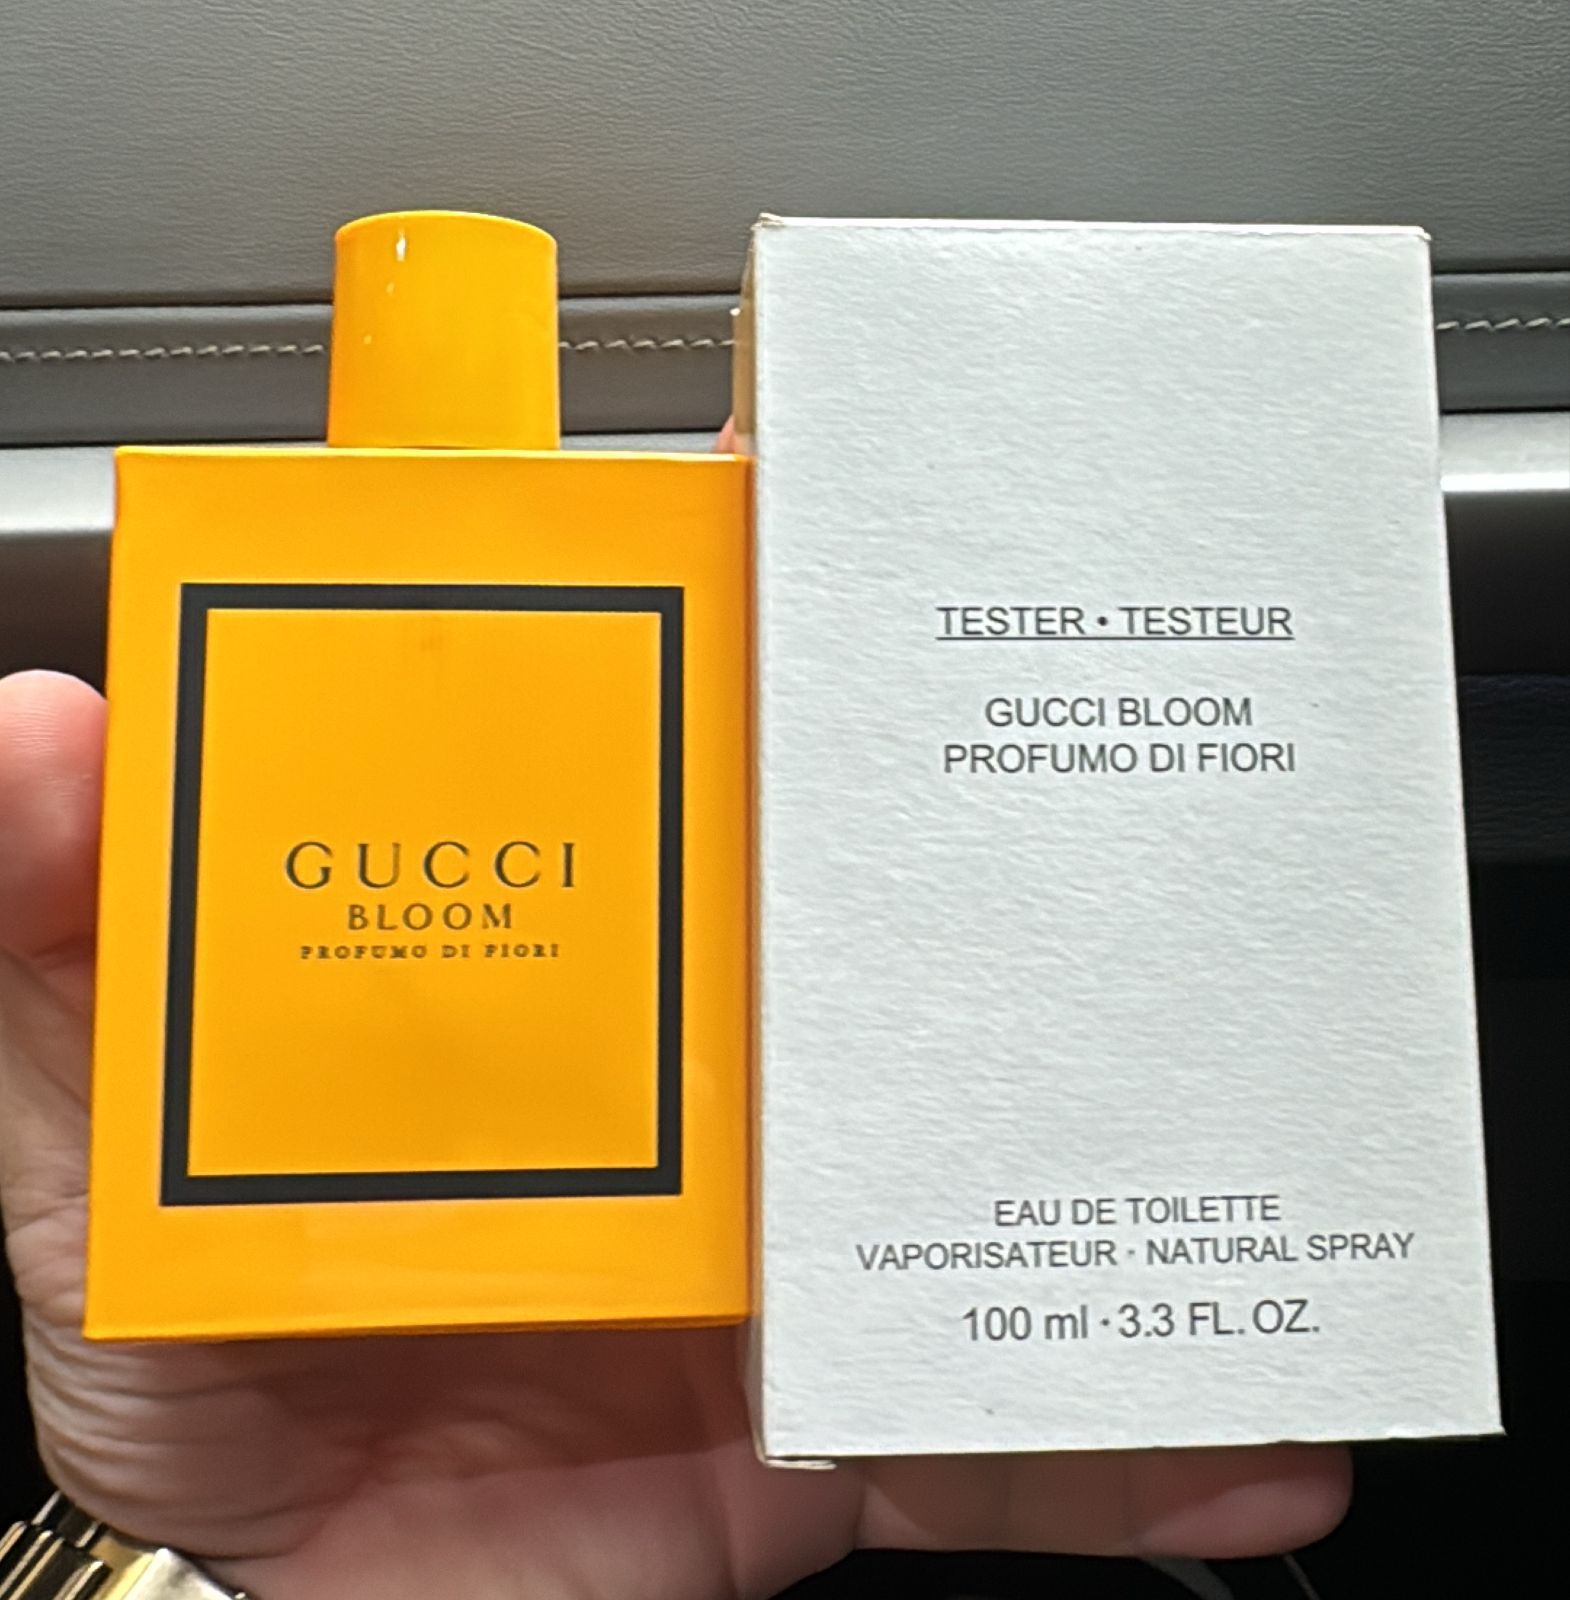 GUCCI
BLOOM
PROFUMO DI FIORI
TESTER • TESTEUR
GUCCI BLOOM
PROFUMO DI FIORI
EAU DE TOILETTE
VAPORISATEUR · NATURAL SPRAY
100 ml · 3.3 FL. OZ.